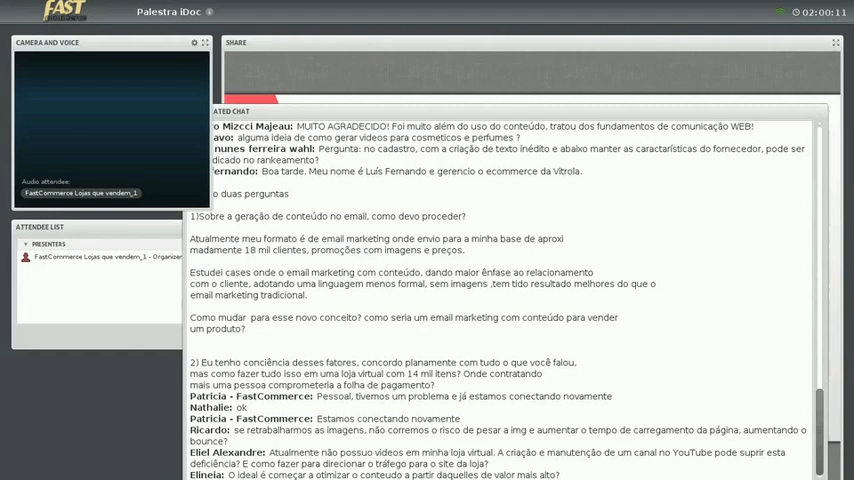 FAST
Palestra iDoc
02:00:11
CAMERA AND VOICE
SHARE
Audio attendee:
FastCommerce Lojas que vendem_1
ATTENDEE LIST
PRESENTERS
FastCommerce Lojas que vendem_1 - Organizer
ATED CHAT
o Mizcci Majeau: MUITO AGRADECIDO! Foi muito além do uso do conteúdo, tratou dos fundamentos de comunicação WEB!
avo: alguma ideia de como gerar videos para cosmeticos e perfumes ?
nunes ferreira wahl: Pergunta: no cadastro, com a criação de texto inédito e abaixo manter as caractarísticas do fornecedor, pode ser
dicado no rankeamento?
fernando: Boa tarde. Meu nome é Luís Fernando e gerencio o ecommerce da Vitrola.
o duas perguntas
1)Sobre a geração de conteúdo no email, como devo proceder?
Atualmente meu formato é de email marketing onde envio para a minha base de aproxi
madamente 18 mil clientes, promoções com imagens e preços.
Estudei cases onde o email marketing com conteúdo, dando maior ênfase ao relacionamento
com o cliente, adotando uma linguagem menos formal, sem imagens ,tem tido resultado melhores do que o
email marketing tradicional.
Como mudar para esse novo conceito? como seria um email marketing com conteúdo para vender
um produto?
2) Eu tenho conciência desses fatores, concordo planamente com tudo o que você falou,
mas como fazer tudo isso em uma loja virtual com 14 mil itens? Onde contratando
mais uma pessoa comprometeria a folha de pagamento?
Patricia - FastCommerce: Pessoal, tivemos um problema e já estamos conectando novamente
Nathalie: ok
Patricia - FastCommerce: Estamos conectando novamente
Ricardo: se retrabalharmos as imagens, não corremos o risco de pesar a img e aumentar o tempo de carregamento da página, aumentando o
bounce?
Eliel Alexandre: Atualmente não possuo videos em minha loja virtual. A criação e manutenção de um canal no YouTube pode suprir esta
deficiência? E como fazer para direcionar o tráfego para o site da loja?
Elineia: O ideal é começar a otimizar o conteudo a partir daqueles de valor mais alto?